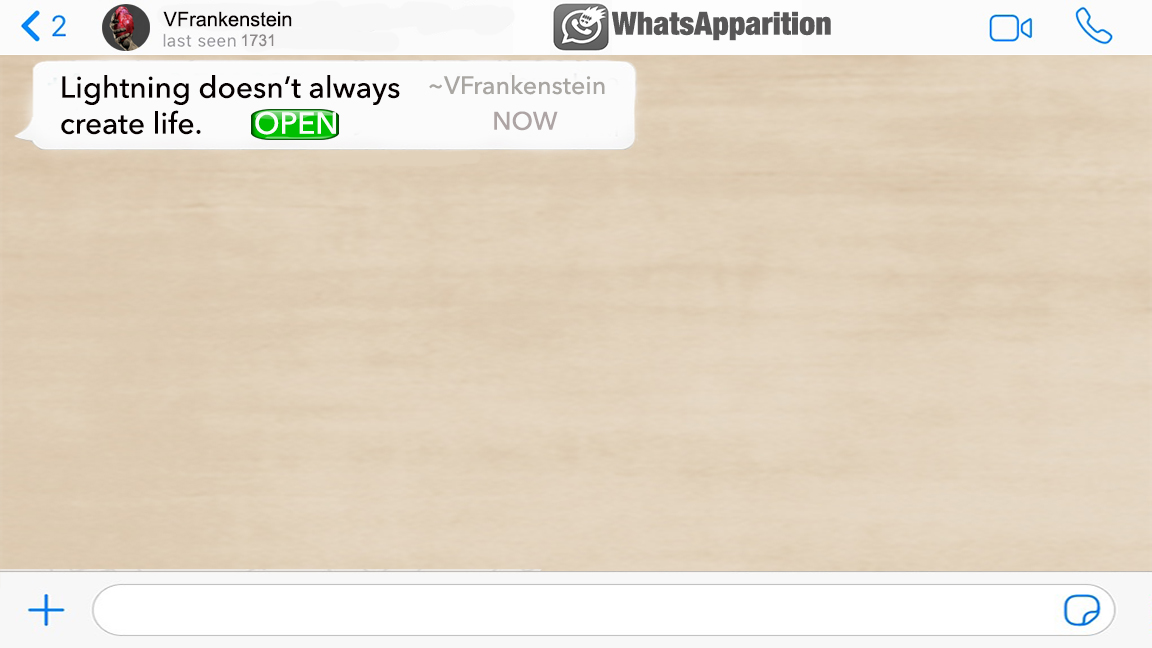 2
VFrankenstein
last seen 1731
WhatsApparition
Lightning doesn’t always
create life.
OPEN
~VFrankenstein
NOW